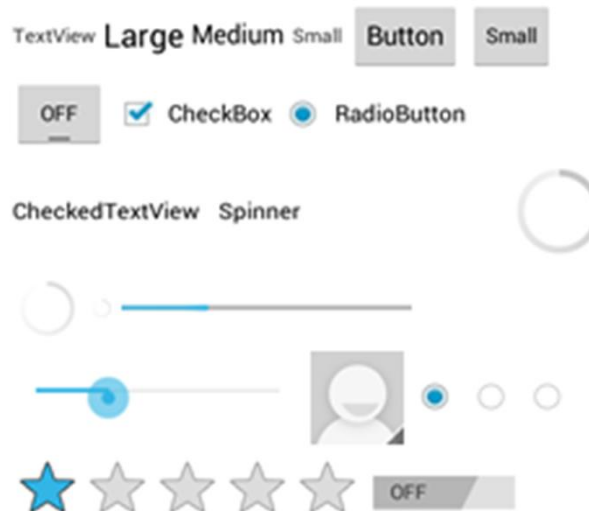 TextView Large Medium Small Button Small
OFF CheckBox RadioButton
CheckedTextView Spinner
OFF